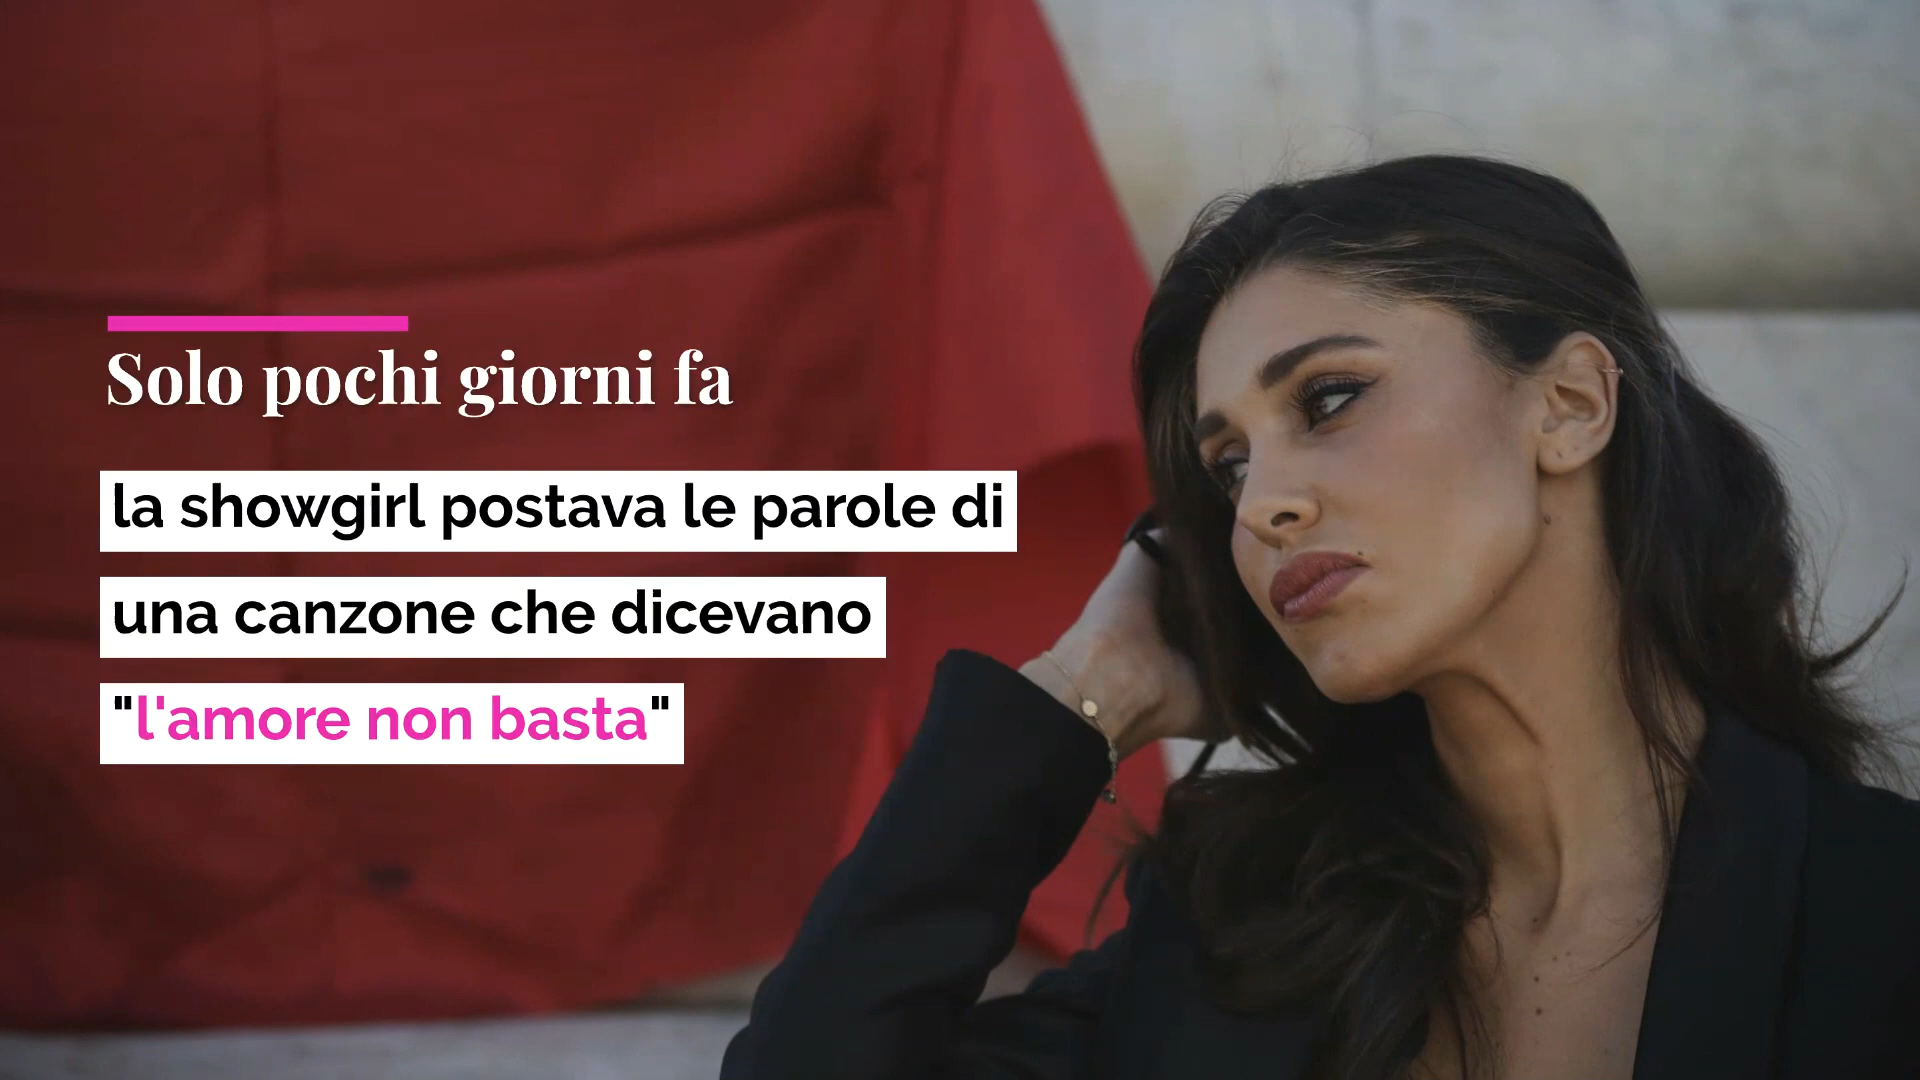 Solo pochi giorni fa
la showgirl postava le parole di
una canzone che dicevano
"l'amore non basta"